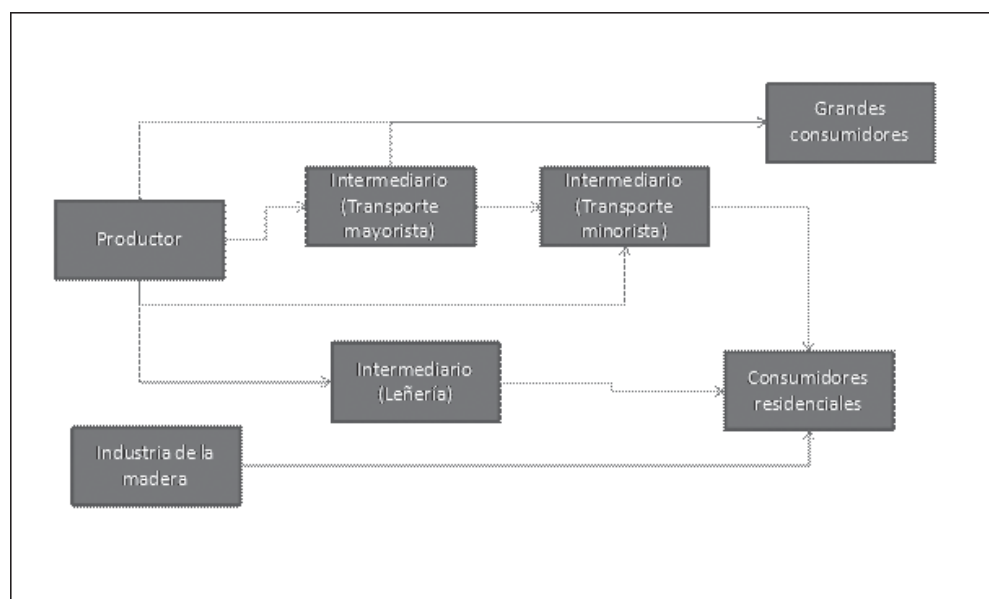 Grandes
consumidores
Intermediario
(Transporte
mayorista)
Intermediario
(Transporte
minorista)
Productor
Intermediario
(Leñería)
Consumidores
residenciales
Industria de la
madera